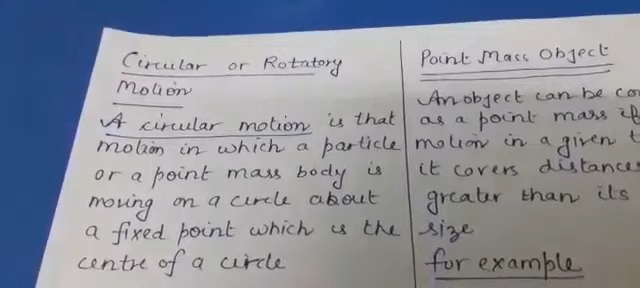 Circular or Rotatory
Motion
A circular motion is that
motion in which a particle
or a point mass body is
moving on a circle about
a fixed point which is the
centre of a circle
Point Mass Object
An object can be
as a point mass if
motion in a given
it covers distances
greater than its
size
for example